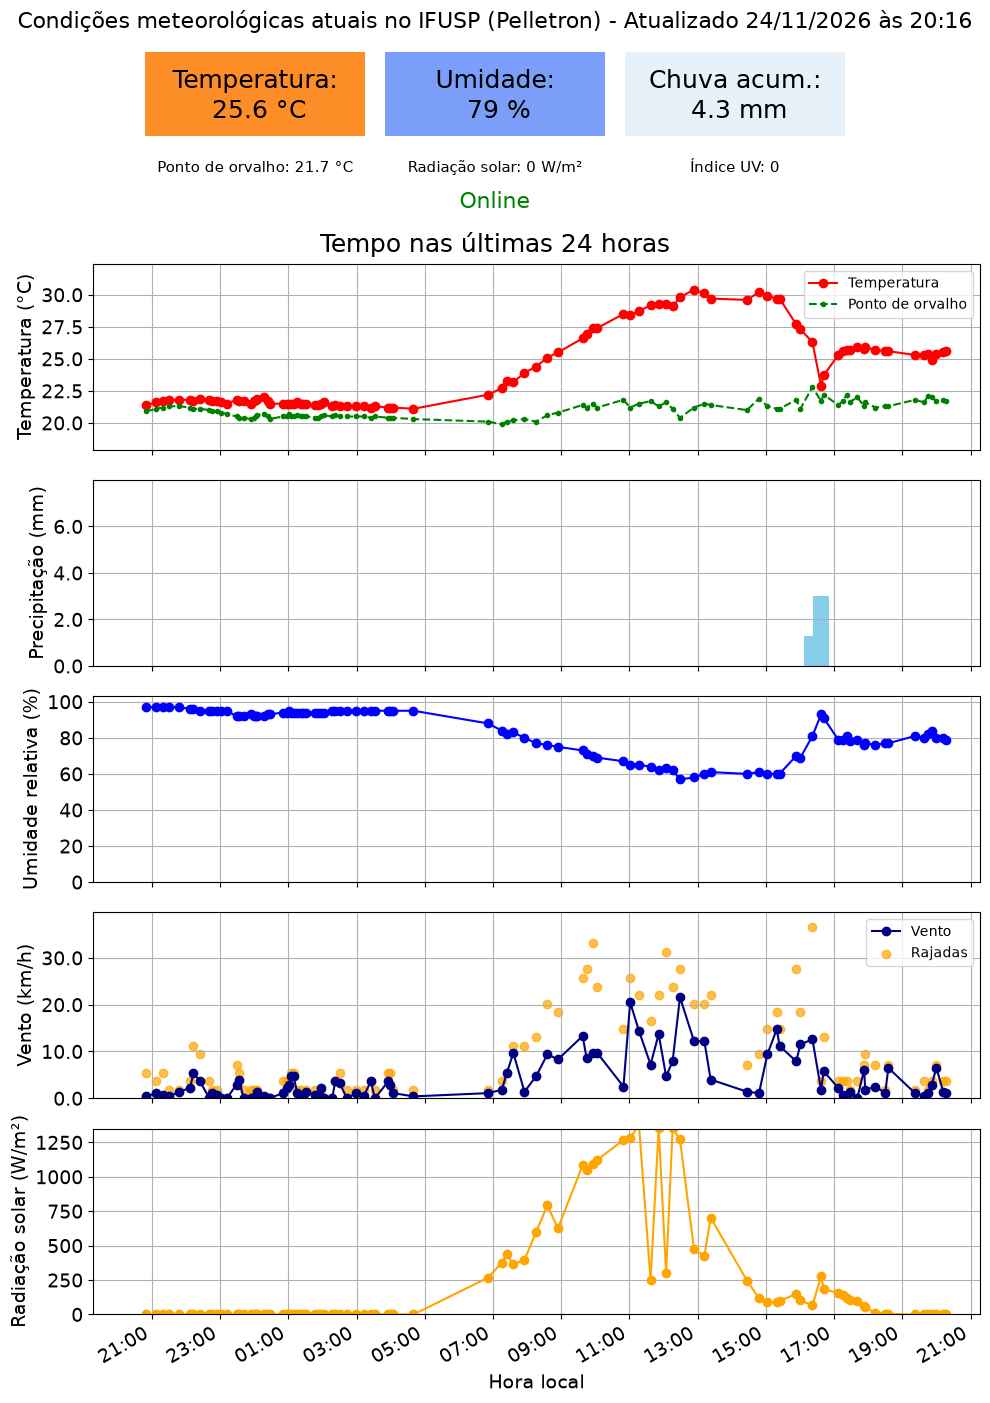 Condições meteorológicas atuais no IFUSP (Pelletron) - Atualizado 24/11/2026 às 20:16
Temperatura:
25.6 °C
Umidade:
79 %
Chuva acum.:
4.3 mm
Ponto de orvalho: 21.7 °C
Radiação solar: 0 W/m²
Índice UV: 0
Online
Tempo nas últimas 24 horas
Temperatura (°C)
30.0
27.5
25.0
22.5
20.0
Temperatura
Ponto de orvalho
Precipitação (mm)
6.0
4.0
2.0
0.0
Umidade relativa (%)
100
80
60
40
20
0
Vento (km/h)
30.0
20.0
10.0
0.0
Vento
Rajadas
Radiação solar (W/m²)
1250
1000
750
500
250
0
21:00
23:00
01:00
03:00
05:00
07:00
09:00
11:00
13:00
15:00
17:00
19:00
21:00
Hora local